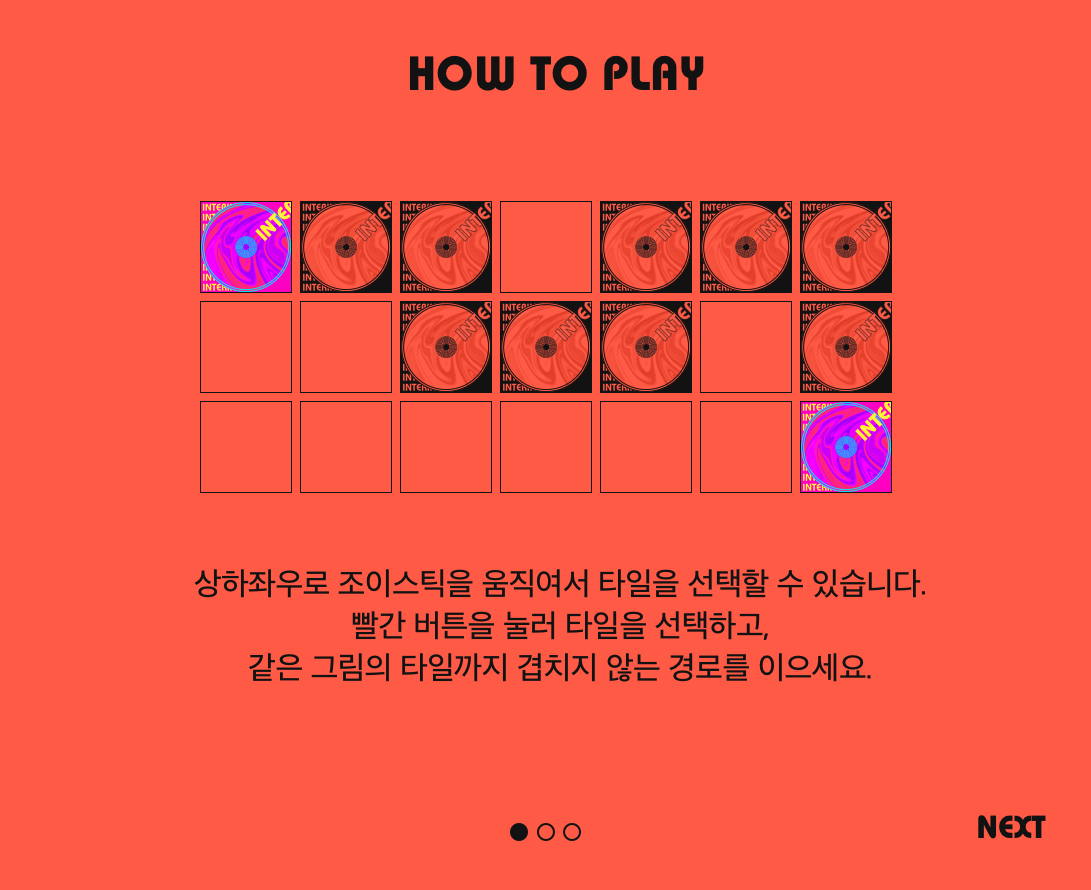 HOW TO PLAY
상하좌우로 조이스틱을 움직여서 타일을 선택할 수 있습니다.
빨간 버튼을 눌러 타일을 선택하고,
같은 그림의 타일까지 겹치지 않는 경로를 이으세요.
NEXT